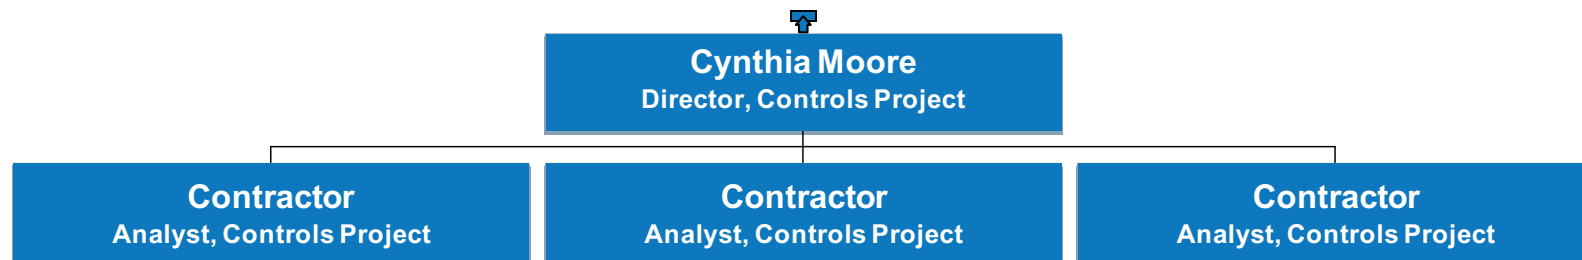 Cynthia Moore
Director, Controls Project
Contractor
Analyst, Controls Project
Contractor
Analyst, Controls Project
Contractor
Analyst, Controls Project